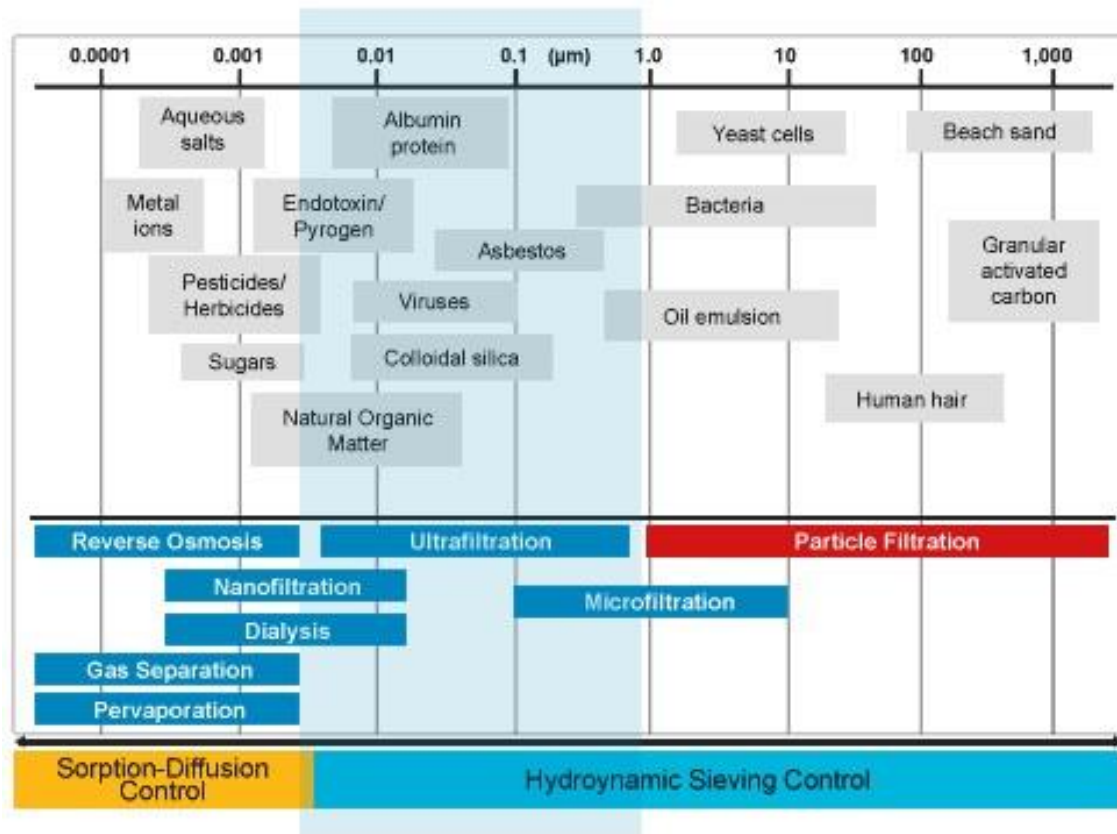 0.0001 0.001 0.01 0.1 (μm) 1.0 10 100 1,000
Aqueous
salts
Albumin
protein
Yeast cells
Beach sand
Metal
ions
Endotoxin/
Pyrogen
Bacteria
Asbestos
Granular
activated
carbon
Pesticides/
Herbicides
Viruses
Oil emulsion
Sugars
Colloidal silica
Human hair
Natural Organic
Matter
Reverse Osmosis
Ultrafiltration
Particle Filtration
Nanofiltration
Microfiltration
Dialysis
Gas Separation
Pervaporation
Sorption-Diffusion
Control
Hydroynamic Sieving Control